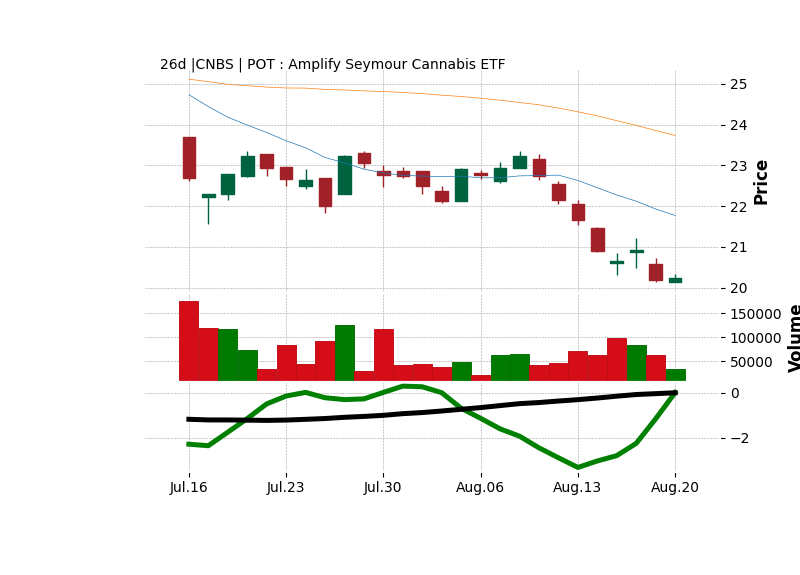 26d |CNBS | POT : Amplify Seymour Cannabis ETF
25
24
23
22
21
20
Price
150000
100000
50000
Volume
0
−2
Jul.16 Jul.23 Jul.30 Aug.06 Aug.13 Aug.20